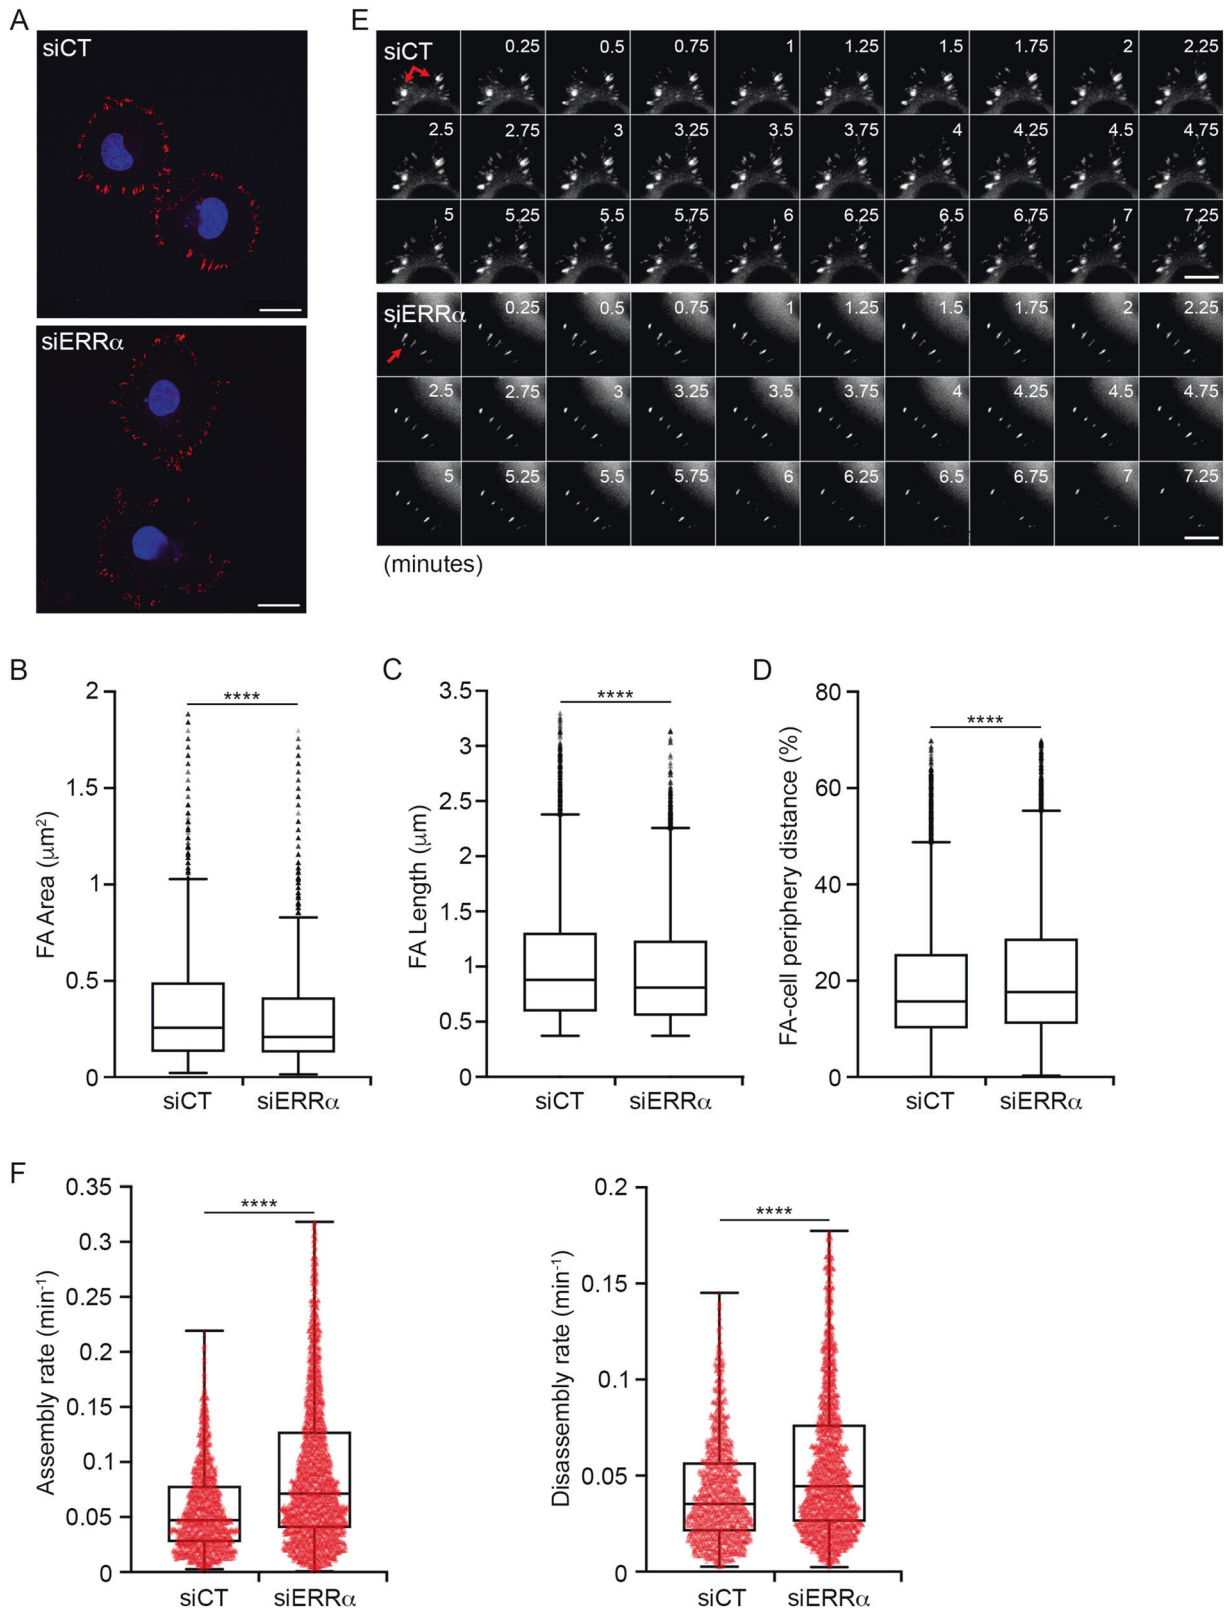 A
siCT
siERRα
E
siCT 0.25 0.5 0.75 1 1.25 1.5 1.75 2 2.25
2.5 2.75 3 3.25 3.5 3.75 4 4.25 4.5 4.75
5 5.25 5.5 5.75 6 6.25 6.5 6.75 7 7.25
siERRα 0.25 0.5 0.75 1 1.25 1.5 1.75 2 2.25
2.5 2.75 3 3.25 3.5 3.75 4 4.25 4.5 4.75
5 5.25 5.5 5.75 6 6.25 6.5 6.75 7 7.25
(minutes)
B
FA Area (μm²)
2
1.5
1
0.5
0
****
siCT siERRα
C
FA Length (μm)
3.5
3
2.5
2
1.5
1
0.5
0
****
siCT siERRα
D
FA-cell periphery distance (%)
80
60
40
20
0
****
siCT siERRα
F
Assembly rate (min⁻¹)
0.35
0.3
0.25
0.2
0.15
0.1
0.05
0
****
siCT siERRα
Disassembly rate (min⁻¹)
0.2
0.15
0.1
0.05
0
****
siCT siERRα